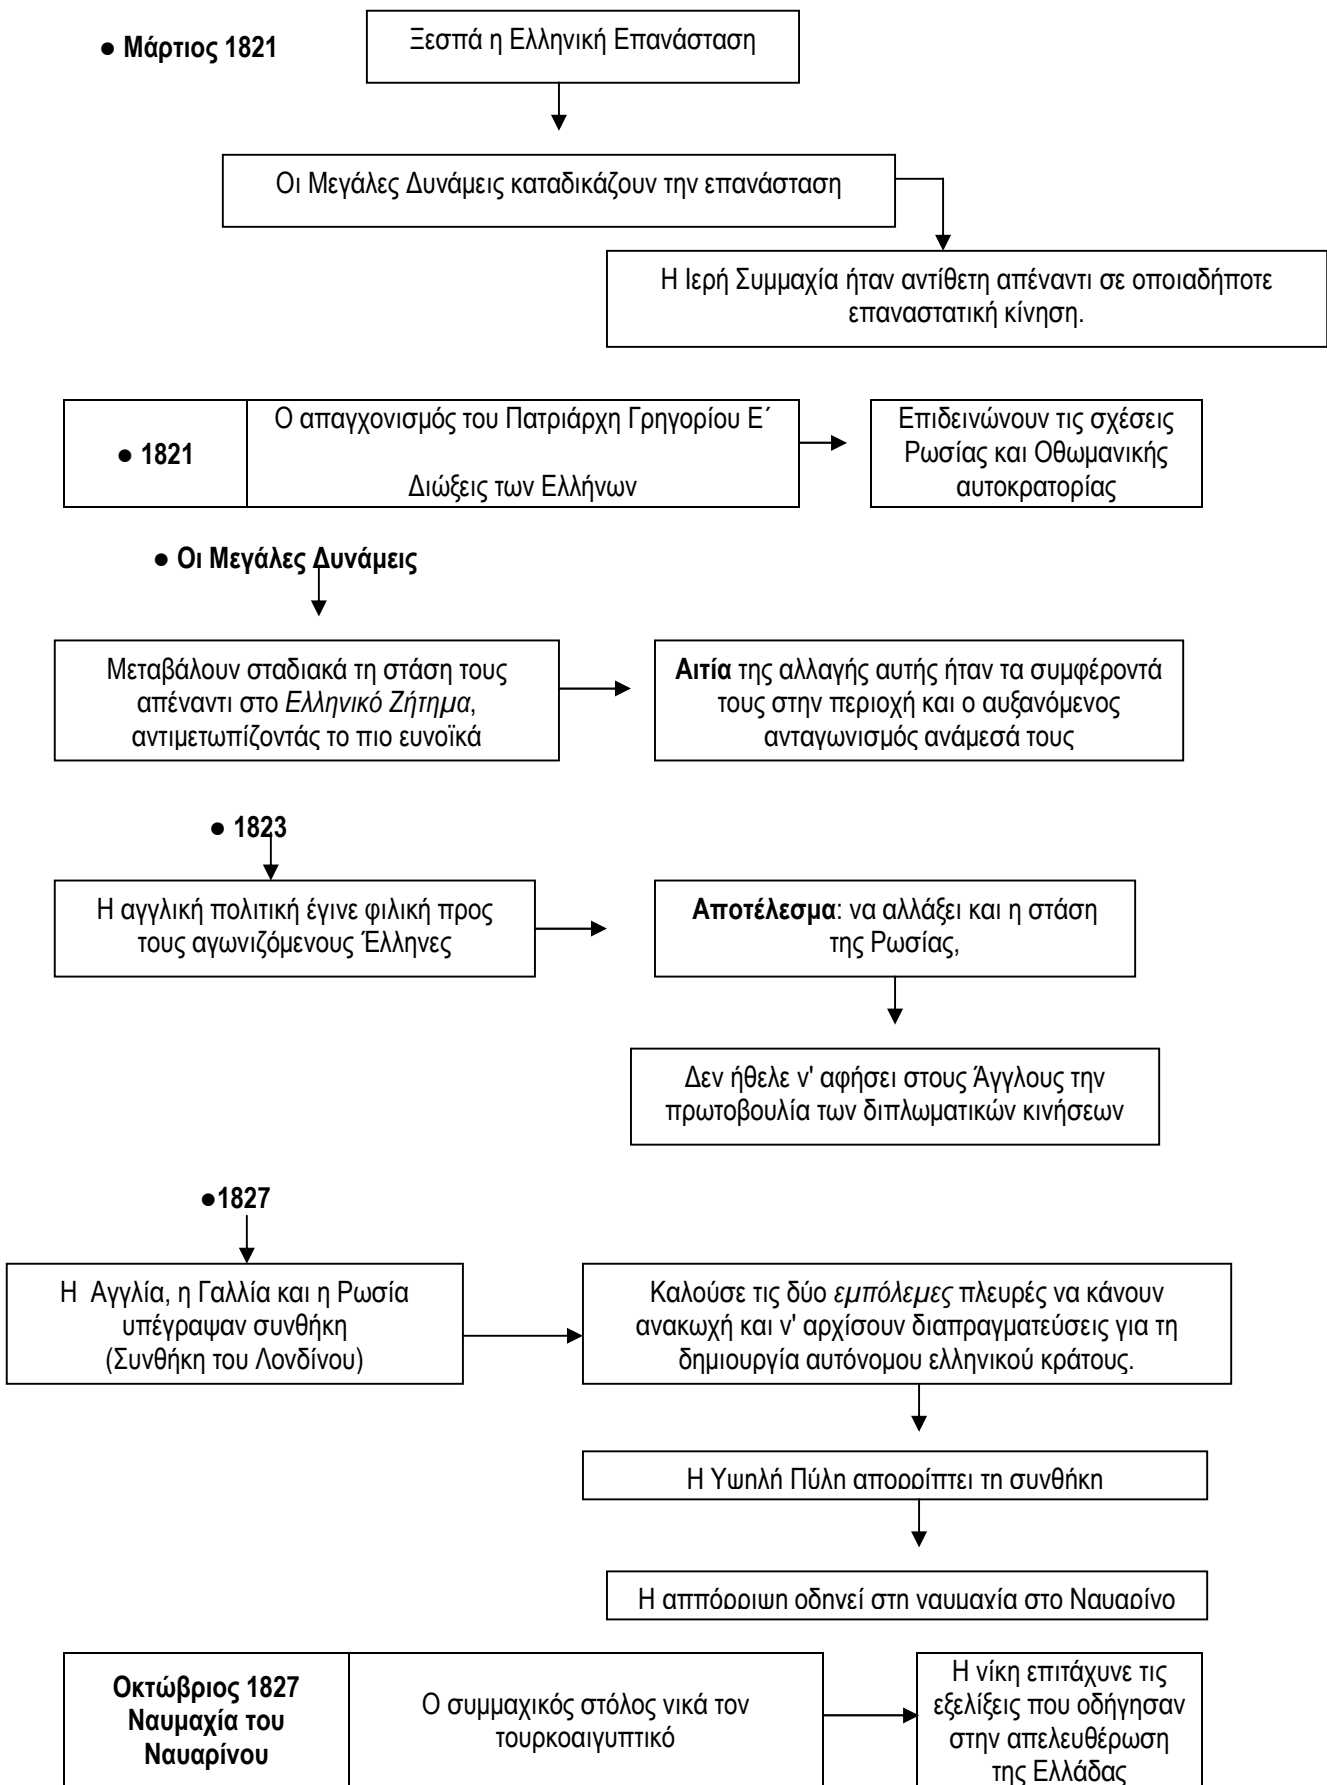 ● Μάρτιος 1821
Ξεσπά η Ελληνική Επανάσταση
Οι Μεγάλες Δυνάμεις καταδικάζουν την επανάσταση
Η Ιερή Συμμαχία ήταν αντίθετη απέναντι σε οποιαδήποτε
επαναστατική κίνηση.
● 1821
Ο απαγχονισμός του Πατριάρχη Γρηγορίου Ε΄
Διώξεις των Ελλήνων
Επιδεινώνουν τις σχέσεις
Ρωσίας και Οθωμανικής
αυτοκρατορίας
● Οι Μεγάλες Δυνάμεις
Μεταβάλουν σταδιακά τη στάση τους
απέναντι στο Ελληνικό Ζήτημα,
αντιμετωπίζοντάς το πιο ευνοϊκά
Αιτία της αλλαγής αυτής ήταν τα συμφέροντά
τους στην περιοχή και ο αυξανόμενος
ανταγωνισμός ανάμεσά τους
● 1823
Η αγγλική πολιτική έγινε φιλική προς
τους αγωνιζόμενους Έλληνες
Αποτέλεσμα: να αλλάξει και η στάση
της Ρωσίας,
Δεν ήθελε ν' αφήσει στους Άγγλους την
πρωτοβουλία των διπλωματικών κινήσεων
●1827
Η Αγγλία, η Γαλλία και η Ρωσία
υπέγραψαν συνθήκη
(Συνθήκη του Λονδίνου)
Καλούσε τις δύο εμπόλεμες πλευρές να κάνουν
ανακωχή και ν' αρχίσουν διαπραγματεύσεις για τη
δημιουργία αυτόνομου ελληνικού κράτους.
Η Υψηλή Πύλη απορρίπτει τη συνθήκη
Η αππόρριψη οδηγεί στη ναυμαχία στο Ναυαρίνο
Οκτώβριος 1827
Ναυμαχία του
Ναυαρίνου
Ο συμμαχικός στόλος νικά τον
τουρκοαιγυπτικό
Η νίκη επιτάχυνε τις
εξελίξεις που οδήγησαν
στην απελευθέρωση
της Ελλάδας